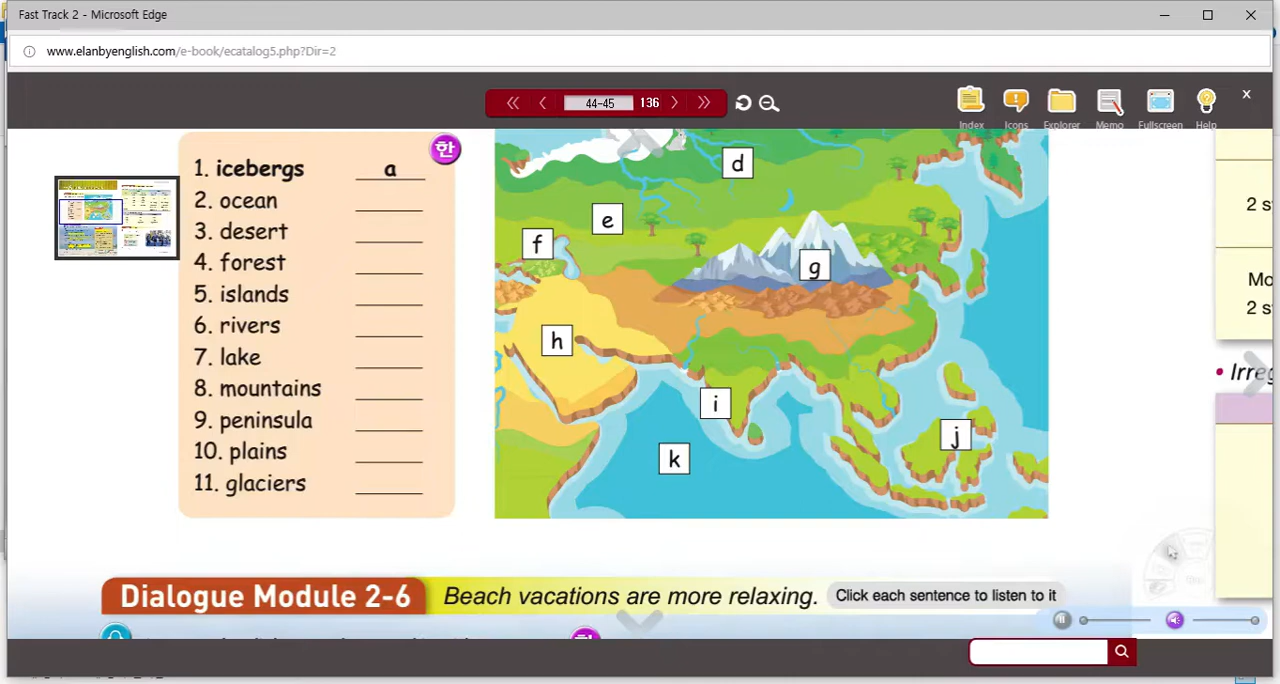 Fast Track 2 - Microsoft Edge
www.elanbyenglish.com/e-book/ecatalog5.php?Dir=2
44-45 136
Index Icons Explorer Memo Fullscreen Help
한
1. icebergs a
2. ocean
3. desert
4. forest
5. islands
6. rivers
7. lake
8. mountains
9. peninsula
10. plains
11. glaciers
d
e
f
g
h
i
j
k
2 s
Mo
2 s
• Irre
Dialogue Module 2-6 Beach vacations are more relaxing. Click each sentence to listen to it